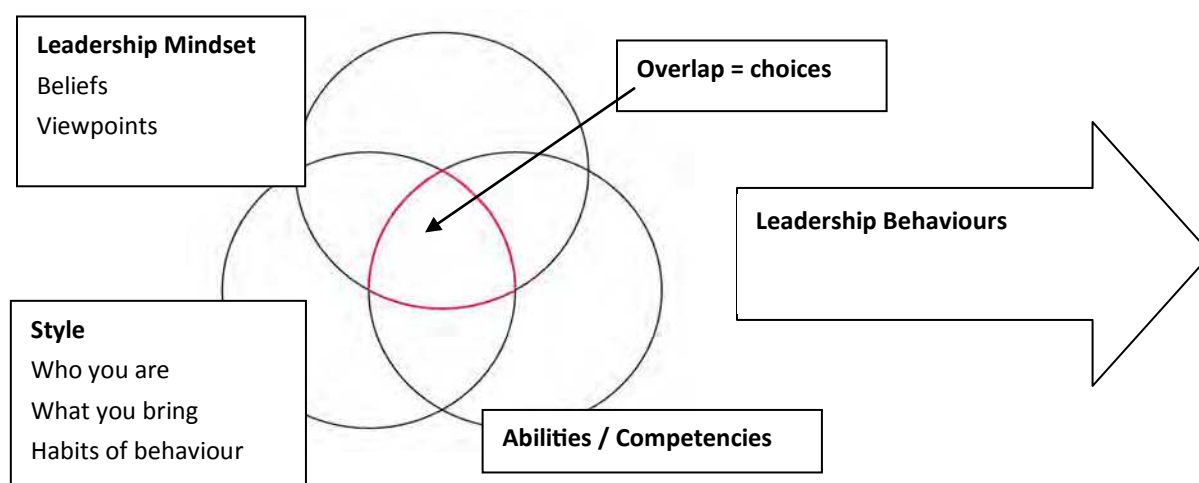 Leadership Mindset
Beliefs
Viewpoints
Overlap = choices
Leadership Behaviours
Style
Who you are
What you bring
Habits of behaviour
Abilities / Competencies